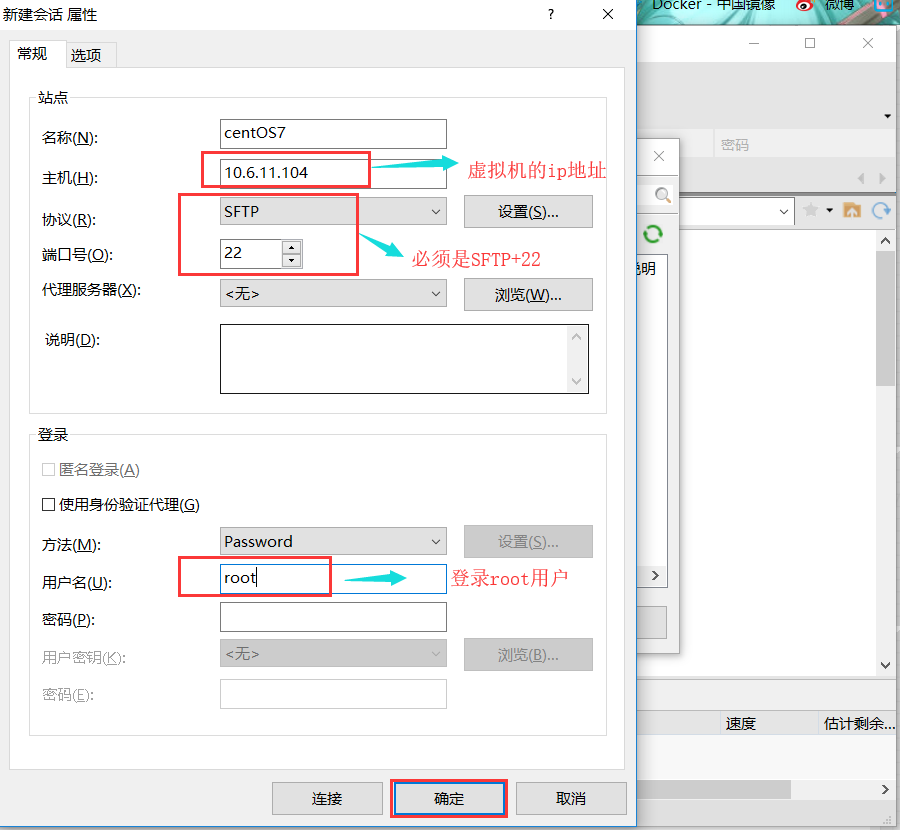 新建会话 属性
?
Docker - 中国镜像
微博
常规
选项
站点
名称(N):
centOS7
密码
主机(H):
10.6.11.104
虚拟机的ip地址
协议(R):
SFTP
设置(S)...
端口号(O):
22
必须是SFTP+22
说明
代理服务器(X):
<无>
浏览(W)...
说明(D):
登录
匿名登录(A)
使用身份验证代理(G)
方法(M):
Password
设置(S)...
用户名(U):
root
登录root用户
密码(P):
用户密钥(K):
<无>
浏览(B)...
密码(E):
速度
估计剩余...
连接
确定
取消